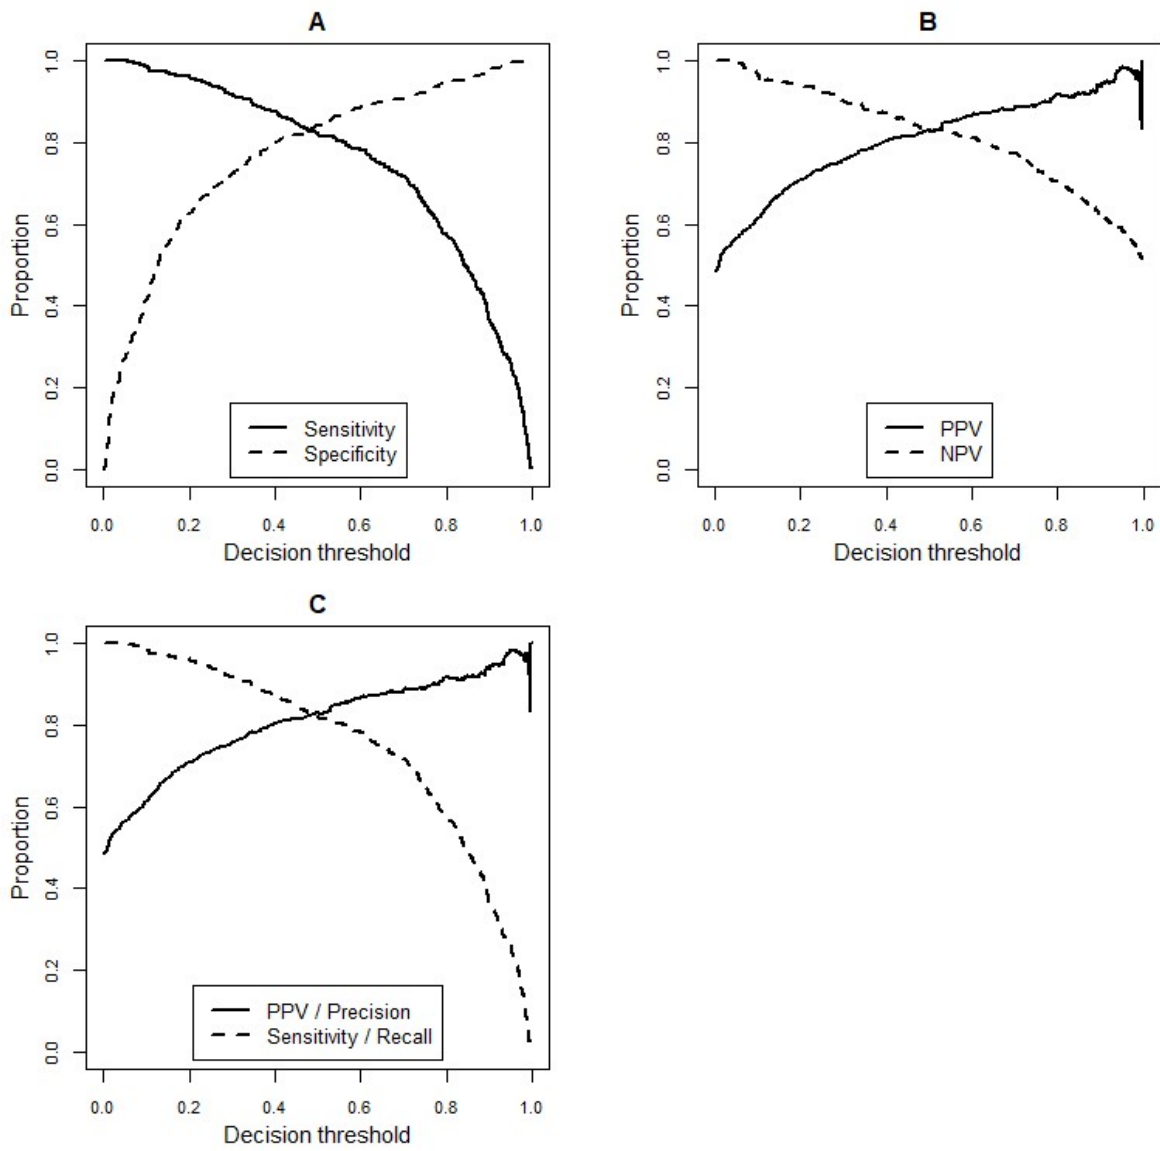 A
Proportion
0.0 0.2 0.4 0.6 0.8 1.0
Sensitivity
Specificity
0.0 0.2 0.4 0.6 0.8 1.0
Decision threshold
B
Proportion
0.0 0.2 0.4 0.6 0.8 1.0
PPV
NPV
0.0 0.2 0.4 0.6 0.8 1.0
Decision threshold
C
Proportion
0.0 0.2 0.4 0.6 0.8 1.0
PPV / Precision
Sensitivity / Recall
0.0 0.2 0.4 0.6 0.8 1.0
Decision threshold